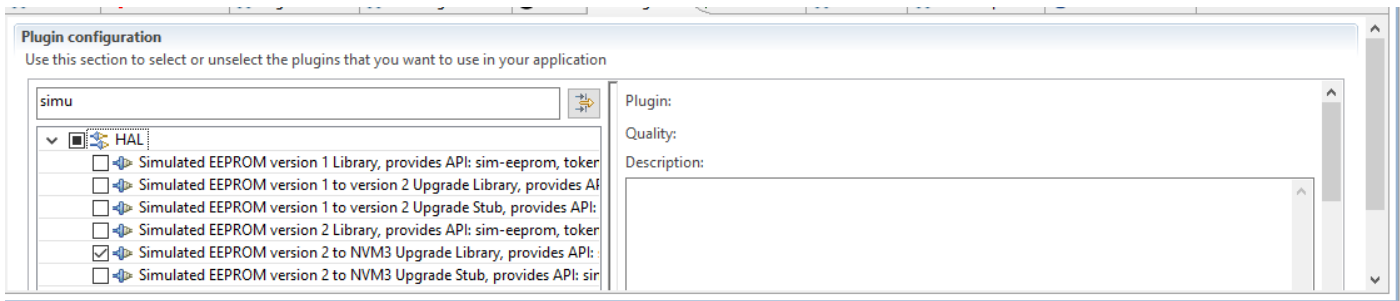 Plugin configuration
Use this section to select or unselect the plugins that you want to use in your application
simu
HAL
Simulated EEPROM version 1 Library, provides API: sim-eeprom, token
Simulated EEPROM version 1 to version 2 Upgrade Library, provides AP
Simulated EEPROM version 1 to version 2 Upgrade Stub, provides API:
Simulated EEPROM version 2 Library, provides API: sim-eeprom, token
Simulated EEPROM version 2 to NVM3 Upgrade Library, provides API:
Simulated EEPROM version 2 to NVM3 Upgrade Stub, provides API: sir
Plugin:
Quality:
Description: